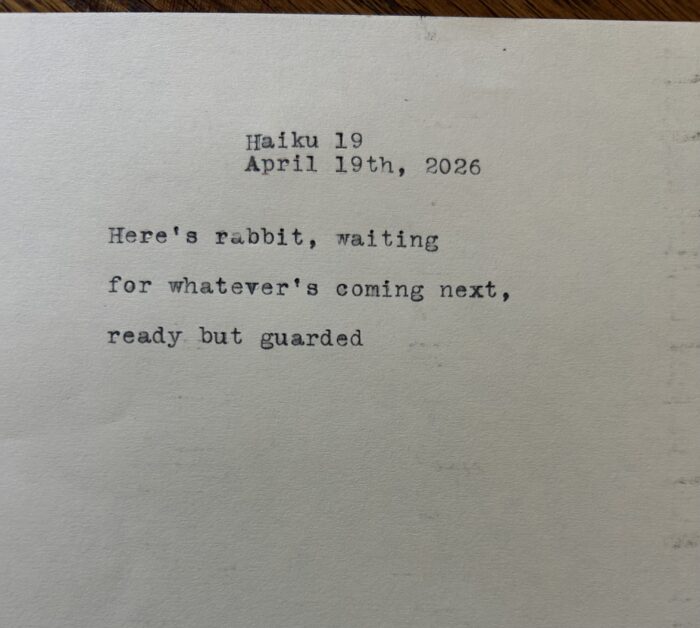 Haiku 19
April 19th, 2026
Here's rabbit, waiting
for whatever's coming next,
ready but guarded